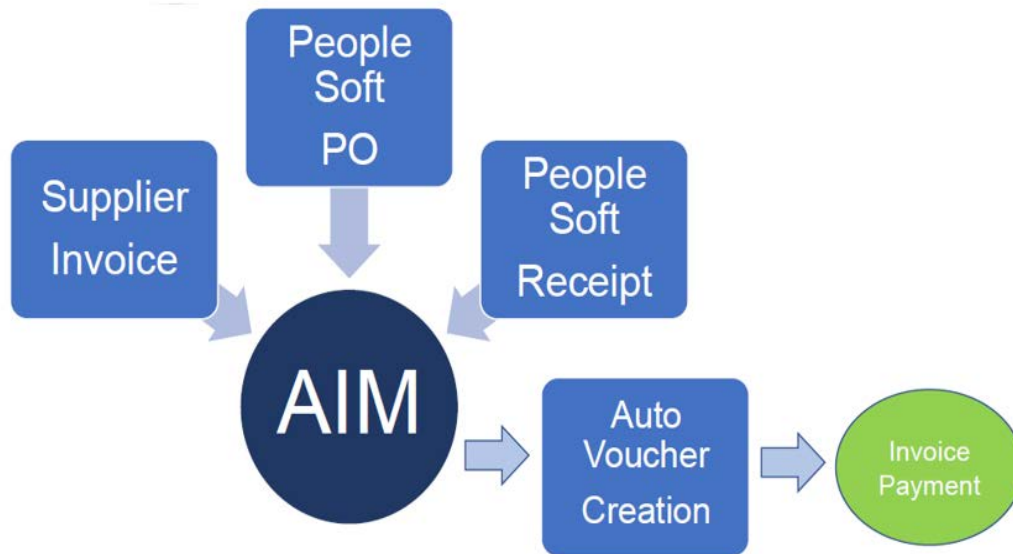 People
Soft
PO
Supplier
Invoice
People
Soft
Receipt
AIM
Auto
Voucher
Creation
Invoice
Payment